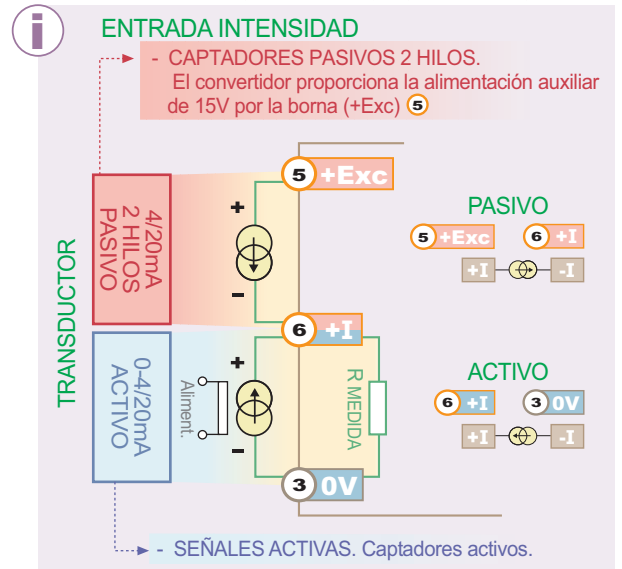 i
ENTRADA INTENSIDAD
- CAPTADORES PASIVOS 2 HILOS.
El convertidor proporciona la alimentación auxiliar
de 15V por la borna (+Exc) 5
TRANSDUCTOR
4/20mA
2 HILOS
PASIVO
+
-
5 +Exc
6 +I
0-4/20mA
ACTIVO
Aliment.
+
-
R MEDIDA
3 0V
PASIVO
5 +Exc 6 +I
+I -I
ACTIVO
6 +I 3 0V
+I -I
- SEÑALES ACTIVAS. Captadores activos.